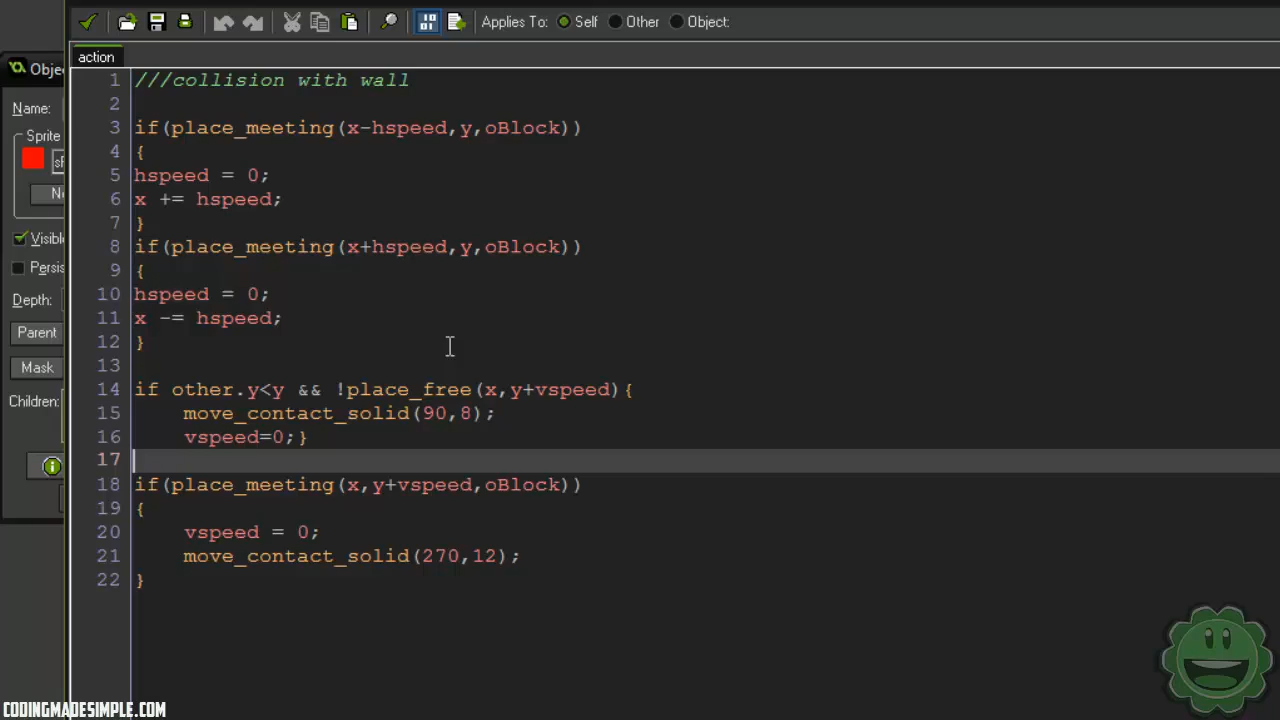 Applies To: Self Other Object:
action
Obje
Name:
Sprite
Visible
Persis
Depth:
Parent
Mask
Children:
1 ///collision with wall
2
3 if(place_meeting(x-hspeed,y,oBlock))
4 {
5 hspeed = 0;
6 x += hspeed;
7 }
8 if(place_meeting(x+hspeed,y,oBlock))
9 {
10 hspeed = 0;
11 x -= hspeed;
12 }
13
14 if other.y<y && !place_free(x,y+vspeed){
15 move_contact_solid(90,8);
16 vspeed=0;}
17
18 if(place_meeting(x,y+vspeed,oBlock))
19 {
20 vspeed = 0;
21 move_contact_solid(270,12);
22 }
CODINGMADESIMPLE.COM